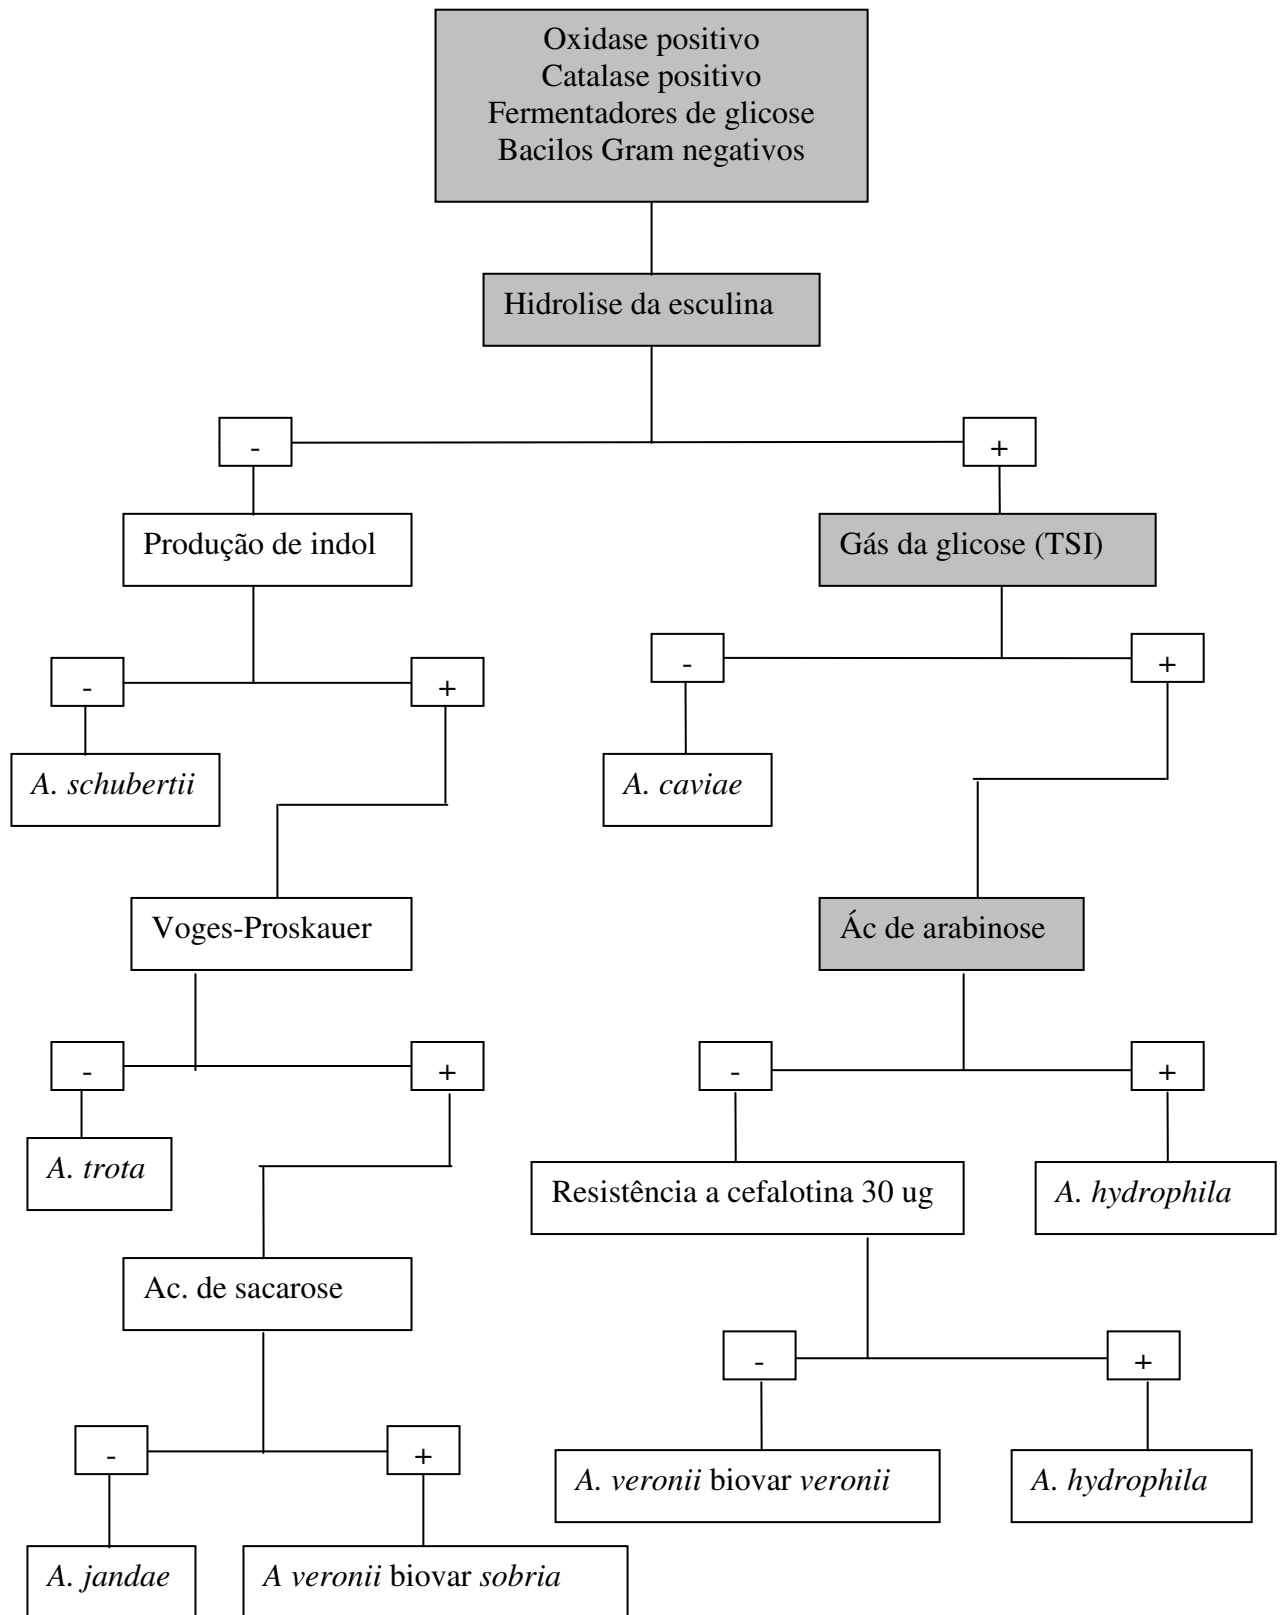 Oxidase positivo
Catalase positivo
Fermentadores de glicose
Bacilos Gram negativos
Hidrolise da esculina
-
+
Produção de indol
Gás da glicose (TSI)
-
+
-
+
A. schubertii
A. caviae
Voges-Proskauer
Ác de arabinose
-
+
-
+
A. trota
Resistência a cefalotina 30 ug
A. hydrophila
Ac. de sacarose
-
+
A. veronii biovar veronii
A. hydrophila
-
+
A. jandae
A veronii biovar sobria